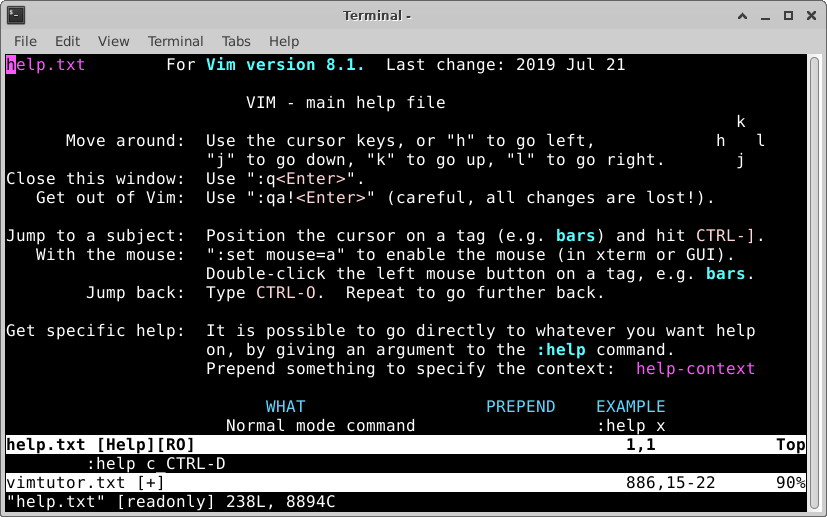 Terminal -
File Edit View Terminal Tabs Help
help.txt For Vim version 8.1. Last change: 2019 Jul 21
VIM - main help file
k
Move around: Use the cursor keys, or "h" to go left, h l
"j" to go down, "k" to go up, "l" to go right. j
Close this window: Use ":q<Enter>".
Get out of Vim: Use ":qa!<Enter>" (careful, all changes are lost!).
Jump to a subject: Position the cursor on a tag (e.g. bars) and hit CTRL-].
With the mouse: ":set mouse=a" to enable the mouse (in xterm or GUI).
Double-click the left mouse button on a tag, e.g. bars.
Jump back: Type CTRL-O. Repeat to go further back.
Get specific help: It is possible to go directly to whatever you want help
on, by giving an argument to the :help command.
Prepend something to specify the context: help-context
WHAT PREPEND EXAMPLE
Normal mode command :help x
help.txt [Help][RO] 1,1 Top
:help c_CTRL-D
vimtutor.txt [+] 886,15-22 90%
"help.txt" [readonly] 238L, 8894C